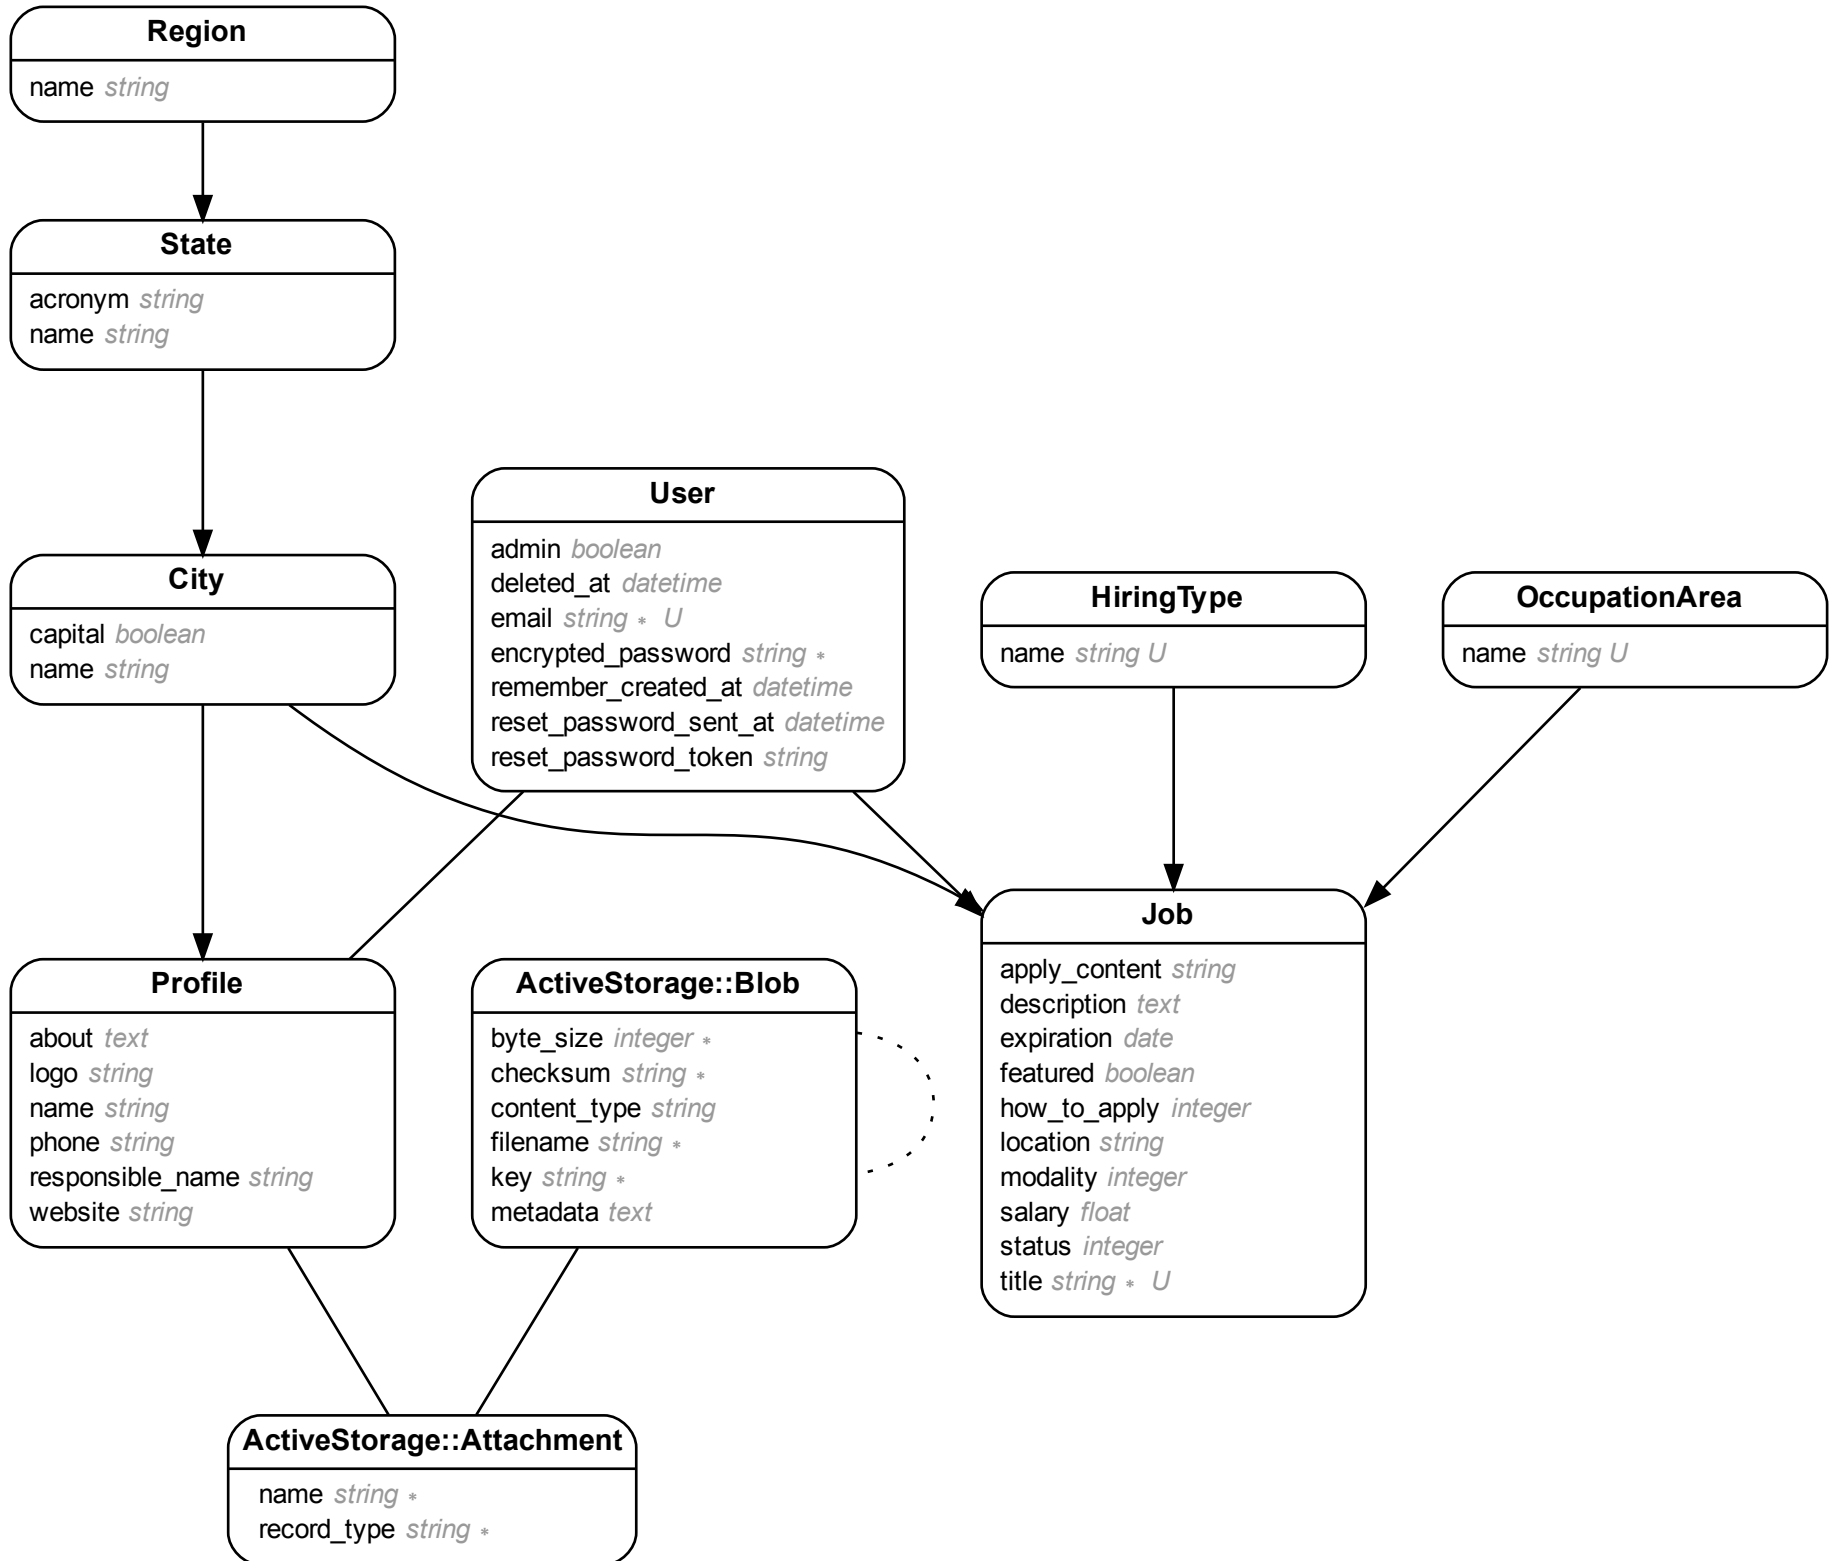 Region
name string
State
acronym string
name string
City
capital boolean
name string
User
admin boolean
deleted_at datetime
email string * U
encrypted_password string *
remember_created_at datetime
reset_password_sent_at datetime
reset_password_token string
HiringType
name string U
OccupationArea
name string U
Profile
about text
logo string
name string
phone string
responsible_name string
website string
ActiveStorage::Blob
byte_size integer *
checksum string *
content_type string
filename string *
key string *
metadata text
Job
apply_content string
description text
expiration date
featured boolean
how_to_apply integer
location string
modality integer
salary float
status integer
title string * U
ActiveStorage::Attachment
name string *
record_type string *